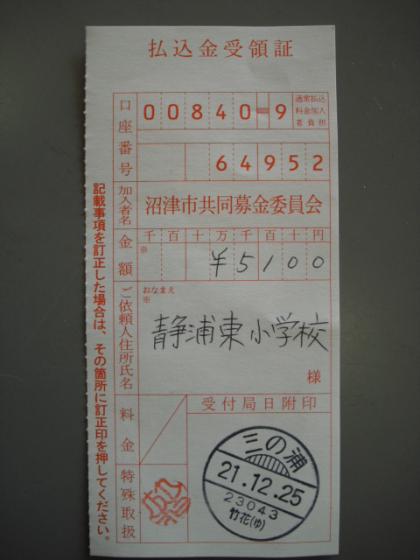 払込金受領証
口座番号
00840-9
通常払込
料金加入
者負担
64952
加入者名
沼津市共同募金委員会
金額
千百十万千百十円
※
¥5100
ご依頼人住所氏名
おなまえ
※
静浦東小学校
様
料金
受付局日附印
特殊取扱
三の浦
21.12.25
23043
竹花(ゆ)
記載事項を訂正した場合は、その箇所に訂正印を押してください。